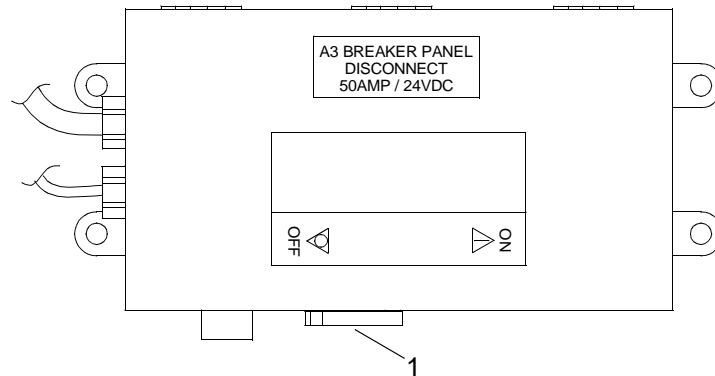 A3 BREAKER PANEL
DISCONNECT
50AMP / 24VDC
OFF
ON
1